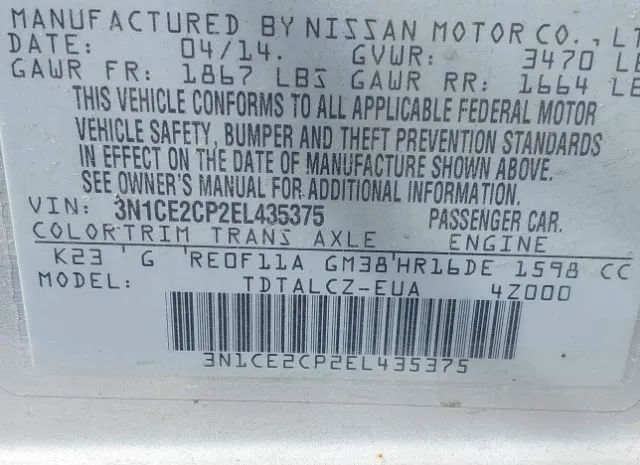 MANUFACTURED BY NISSAN MOTOR CO., LT
DATE: 04/14. GVWR: 3470 LB
GAWR FR: 1867 LBS GAWR RR: 1664 LB
THIS VEHICLE CONFORMS TO ALL APPLICABLE FEDERAL MOTOR
VEHICLE SAFETY, BUMPER AND THEFT PREVENTION STANDARDS
IN EFFECT ON THE DATE OF MANUFACTURE SHOWN ABOVE.
SEE OWNER'S MANUAL FOR ADDITIONAL INFORMATION.
VIN: 3N1CE2CP2EL435375 PASSENGER CAR.
COLOR TRIM TRANS AXLE ENGINE
K23 ' G 'RE0F11A GM38'HR16DE 1598 CC
MODEL: TDTALCZ-EUA 4Z000
3N1CE2CP2EL435375